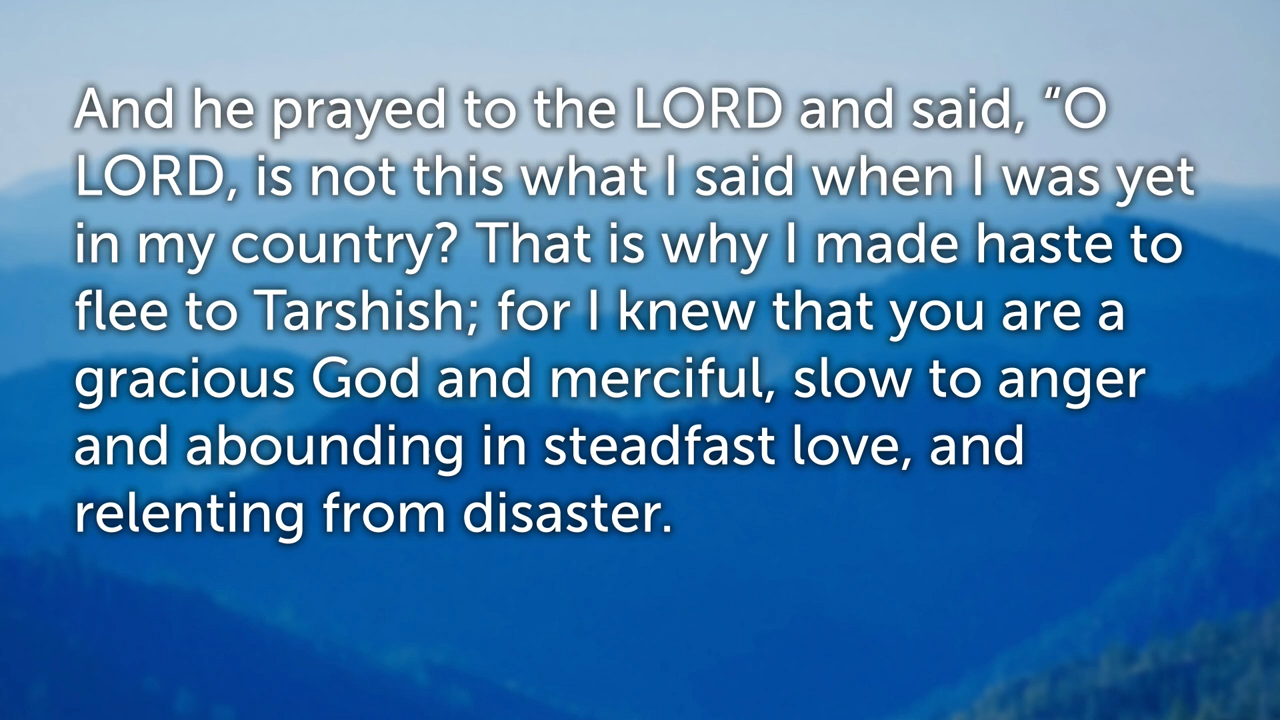 And he prayed to the LORD and said, “O
LORD, is not this what I said when I was yet
in my country? That is why I made haste to
flee to Tarshish; for I knew that you are a
gracious God and merciful, slow to anger
and abounding in steadfast love, and
relenting from disaster.